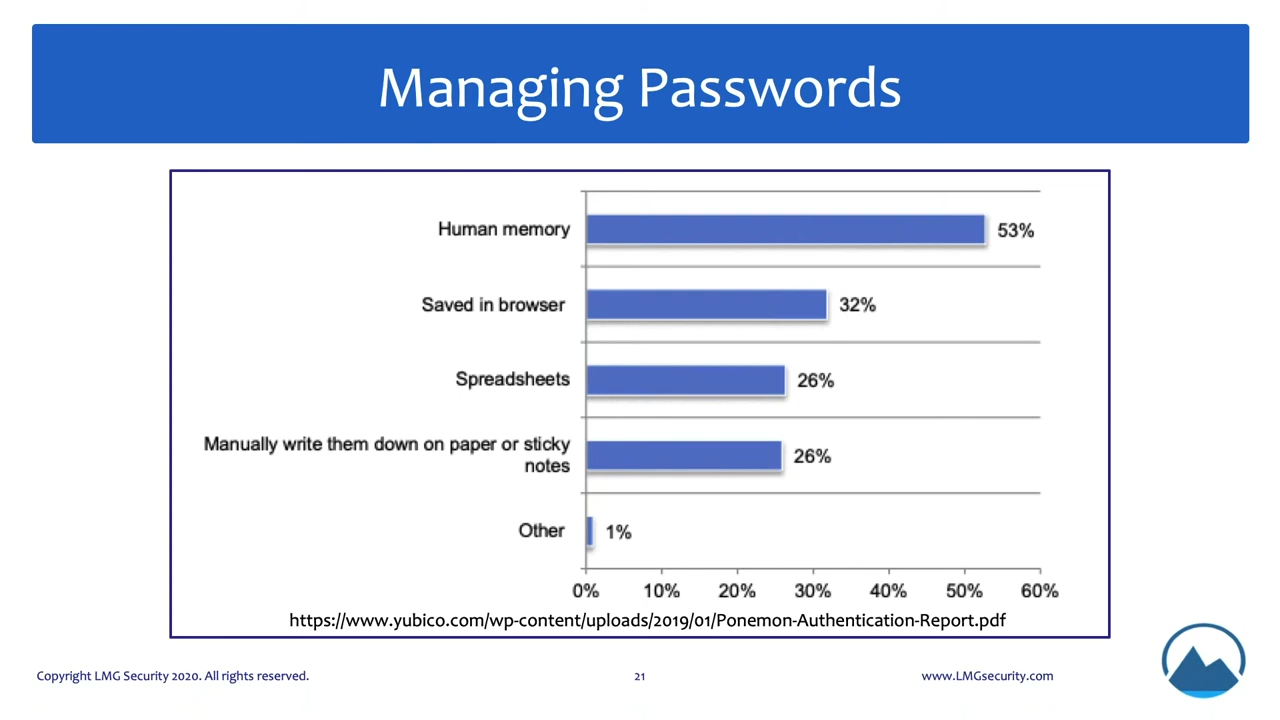 Managing Passwords
Human memory
53%
Saved in browser
32%
Spreadsheets
26%
Manually write them down on paper or sticky
notes
26%
Other
1%
0% 10% 20% 30% 40% 50% 60%
https://www.yubico.com/wp-content/uploads/2019/01/Ponemon-Authentication-Report.pdf
Copyright LMG Security 2020. All rights reserved.
21
www.LMGsecurity.com